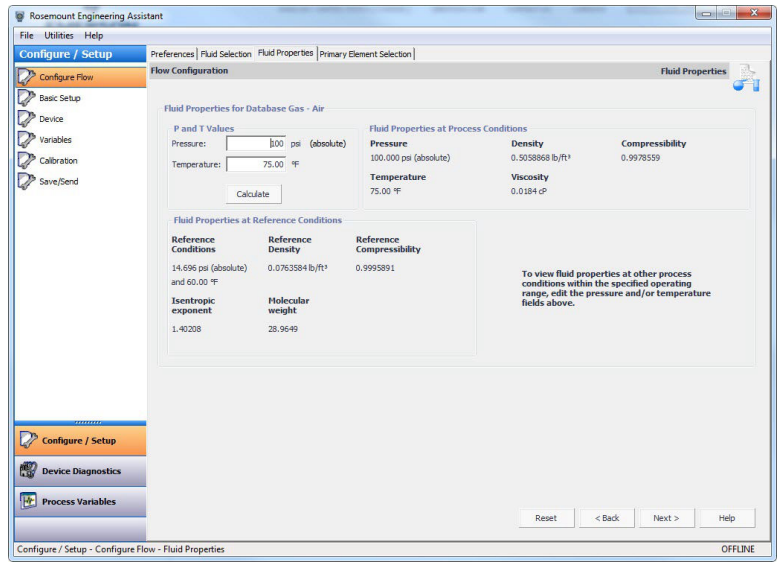 Rosemount Engineering Assistant
File Utilities Help
Configure / Setup
Preferences Fluid Selection Fluid Properties Primary Element Selection
Configure Flow
Basic Setup
Device
Variables
Calibration
Save/Send
Flow Configuration
Fluid Properties
Fluid Properties for Database Gas - Air
P and T Values
Pressure: 100 psi (absolute)
Temperature: 75.00 °F
Calculate
Fluid Properties at Process Conditions
Pressure Density Compressibility
100.000 psi (absolute) 0.5058868 lb/ft³ 0.9978559
Temperature Viscosity
75.00 °F 0.0184 cP
Fluid Properties at Reference Conditions
Reference Reference Reference
Conditions Density Compressibility
14.696 psi (absolute) 0.0763584 lb/ft³ 0.9995891
and 60.00 °F
Isentropic Molecular
exponent weight
1.40208 28.9649
To view fluid properties at other process
conditions within the specified operating
range, edit the pressure and/or temperature
fields above.
Configure / Setup
Device Diagnostics
Process Variables
Reset < Back Next > Help
Configure / Setup - Configure Flow - Fluid Properties
OFFLINE